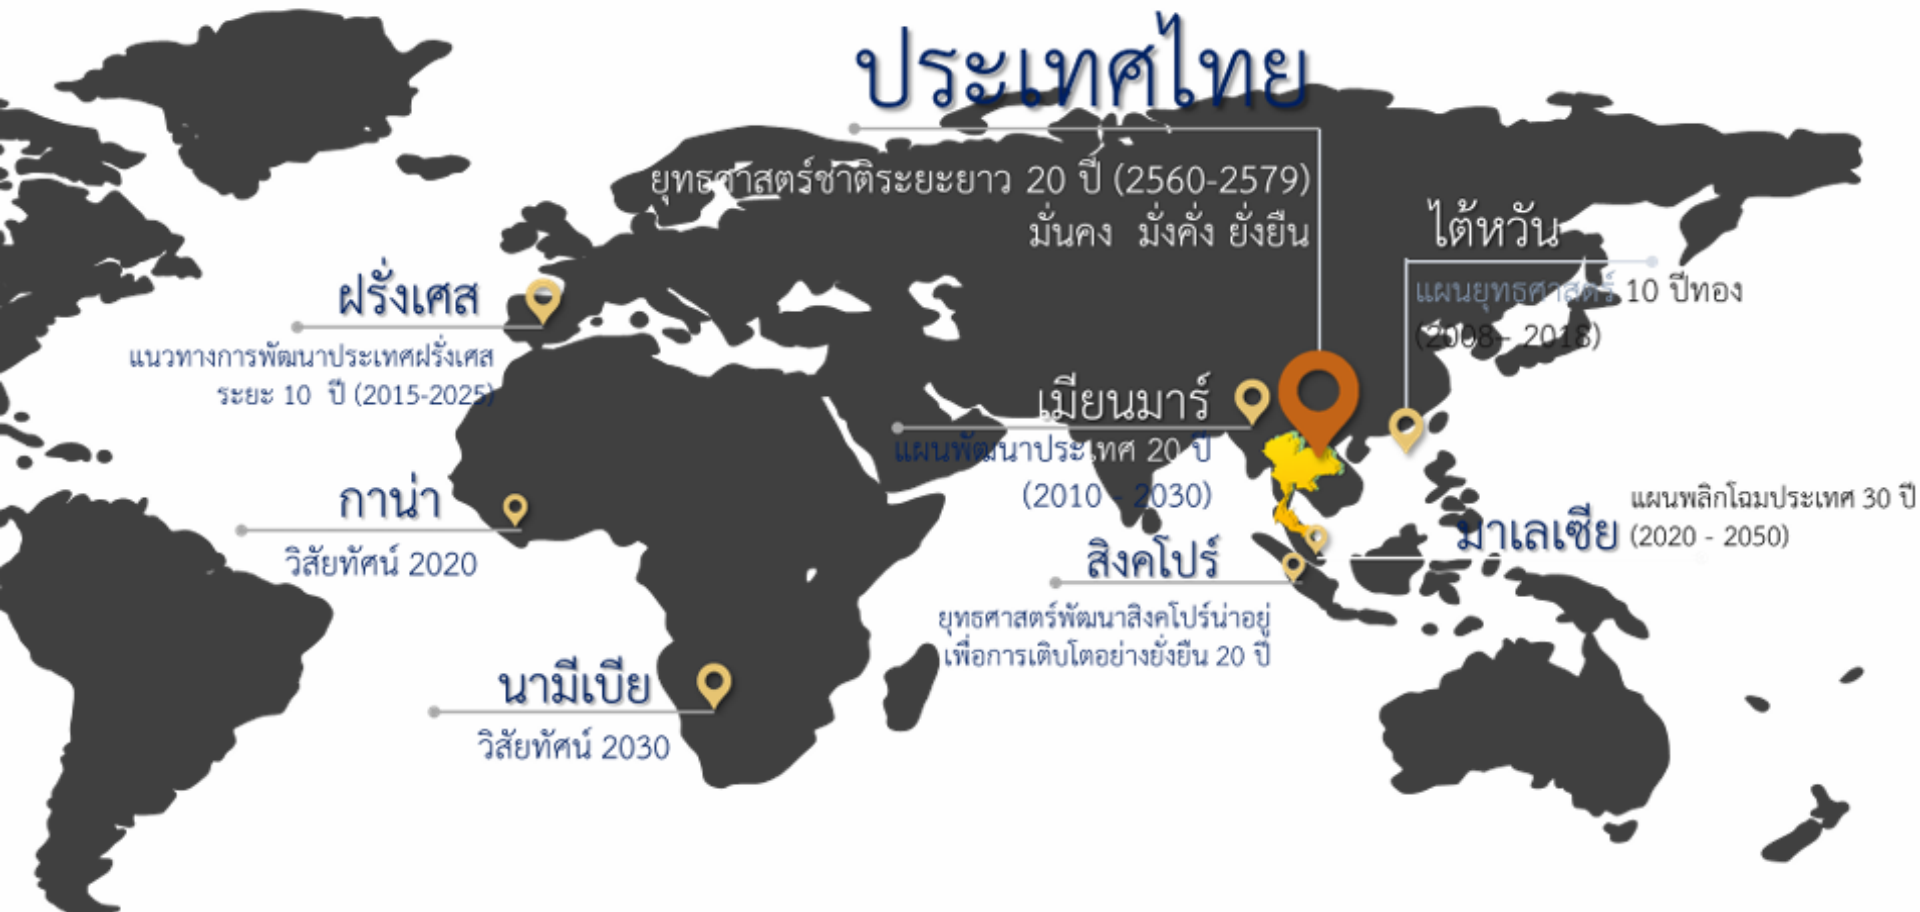 ประเทศไทย
ยุทธศาสตร์ชาติระยะยาว 20 ปี (2560-2579)
มั่นคง มั่งคั่ง ยั่งยืน
ไต้หวัน
แผนยุทธศาสตร์ 10 ปีทอง
(2008– 2018)
ฝรั่งเศส
แนวทางการพัฒนาประเทศฝรั่งเศส
ระยะ 10 ปี (2015-2025)
เมียนมาร์
แผนพัฒนาประเทศ 20 ปี
(2010 - 2030)
กาน่า
วิสัยทัศน์ 2020
มาเลเซีย
แผนพลิกโฉมประเทศ 30 ปี
(2020 - 2050)
สิงคโปร์
ยุทธศาสตร์พัฒนาสิงคโปร์น่าอยู่
เพื่อการเติบโตอย่างยั่งยืน 20 ปี
นามีเบีย
วิสัยทัศน์ 2030